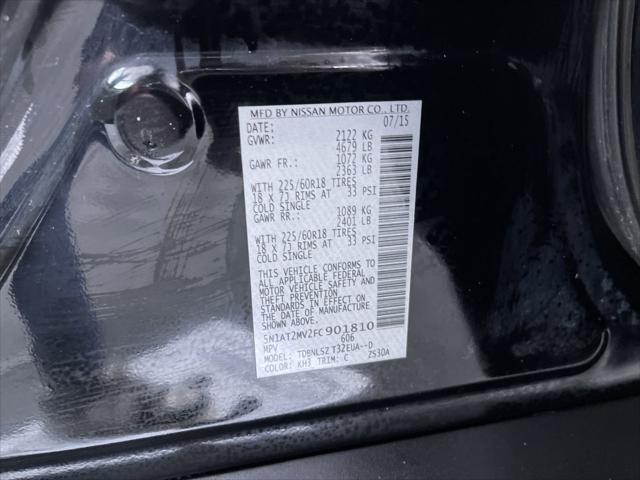 MFD BY NISSAN MOTOR CO., LTD.
DATE: 07/15
GVWR: 2122 KG
4679 LB
GAWR FR.: 1072 KG
2363 LB
WITH 225/60R18 TIRES
18 X 7J RIMS AT 33 PSI
COLD SINGLE
GAWR RR.: 1089 KG
2401 LB
WITH 225/60R18 TIRES
18 X 7J RIMS AT 33 PSI
COLD SINGLE
THIS VEHICLE CONFORMS TO
ALL APPLICABLE FEDERAL
MOTOR VEHICLE SAFETY AND
THEFT PREVENTION
STANDARDS IN EFFECT ON
THE DATE OF MANUFACTURE
SHOWN ABOVE.
5N1AT2MV2FC901810
MPV 606
MODEL: TDBNLSZ T32EUA--D
COLOR: KH3 TRIM: C ZS30A